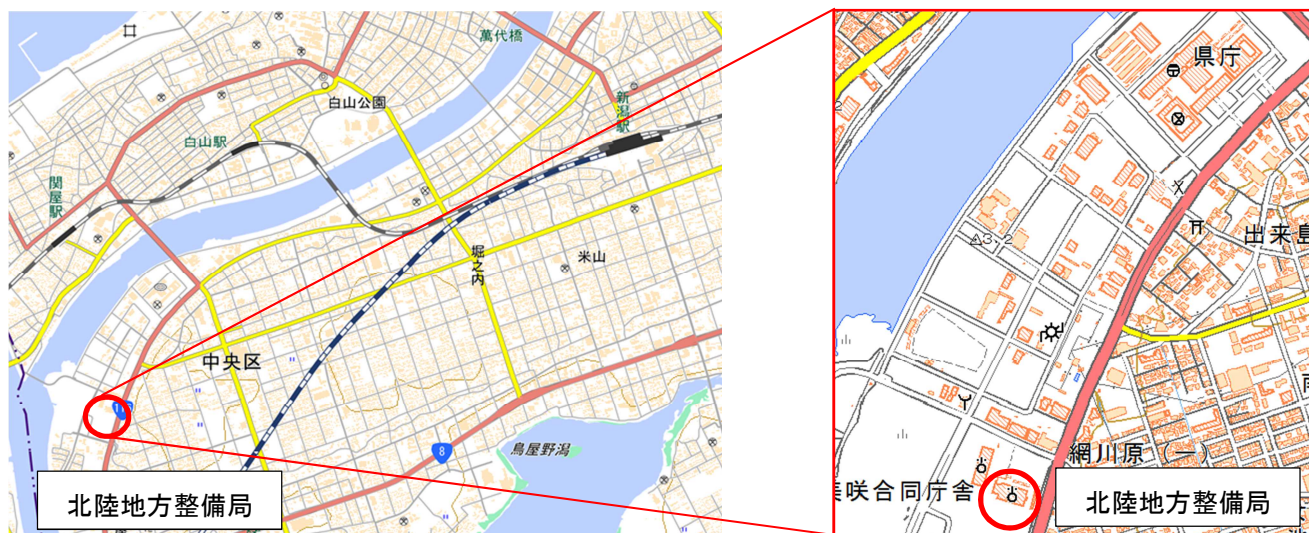 萬代橋
白山公園
新潟駅
白山駅
関屋駅
堀之内
米山
中央区
8
鳥屋野潟
北陸地方整備局
県庁
3.2
出来島
網川原(一)
咲合同庁舎
北陸地方整備局